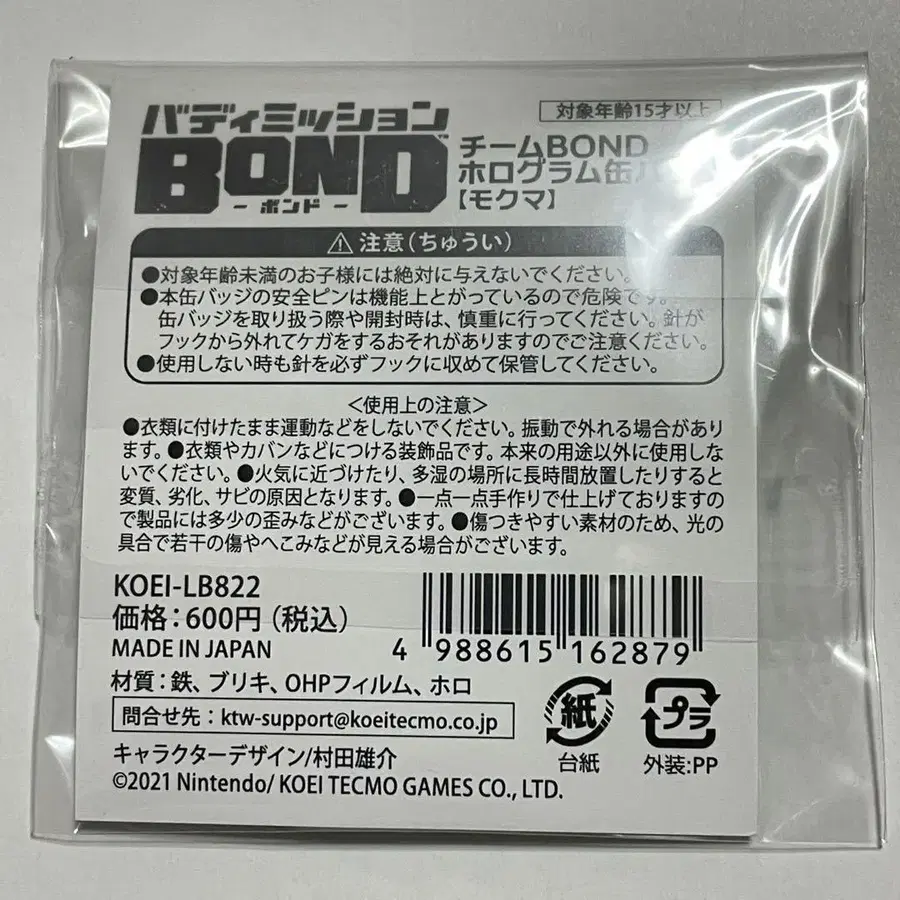 バディミッション
BOND
- ボンド -
対象年齢15才以上
チームBOND
ホログラム缶バ
【モクマ】
⚠注意(ちゅうい)
●対象年齢未満のお子様には絶対に与えないでください。
●本缶バッジの安全ピンは機能上とがっているので危険です。
缶バッジを取り扱う際や開封時は、慎重に行ってください。針が
フックから外れてケガをするおそれがありますのでご注意ください。
●使用しない時も針を必ずフックに収めて保管してください。
<使用上の注意>
●衣類に付けたまま運動などをしないでください。振動で外れる場合があり
ます。●衣類やカバンなどにつける装飾品です。本来の用途以外に使用しな
いでください。●火気に近づけたり、多湿の場所に長時間放置したりすると
変質、劣化、サビの原因となります。●一点一点手作りで仕上げておりますの
で製品には多少の歪みなどがございます。●傷つきやすい素材のため、光の
具合で若干の傷やへこみなどが見える場合がございます。
KOEI-LB822
価格:600円(税込)
MADE IN JAPAN
4 988615 162879
材質:鉄、ブリキ、OHPフィルム、ホロ
問合せ先:ktw-support@koeitecmo.co.jp
紙
台紙
プラ
外装:PP
キャラクターデザイン/村田雄介
©2021 Nintendo/ KOEI TECMO GAMES CO., LTD.